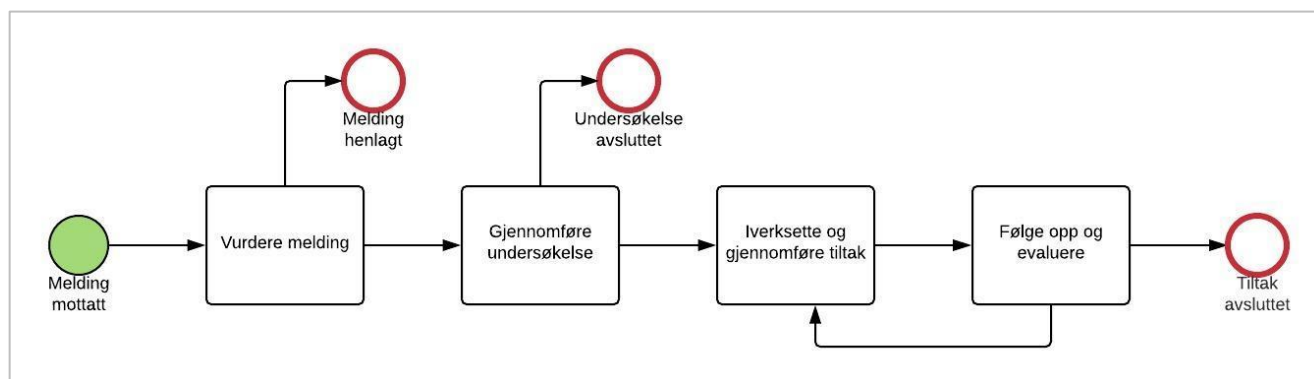 Melding
henlagt
Undersøkelse
avsluttet
Melding
mottatt
Vurdere melding
Gjennomføre
undersøkelse
Iverksette og
gjennomføre tiltak
Følge opp og
evaluere
Tiltak
avsluttet